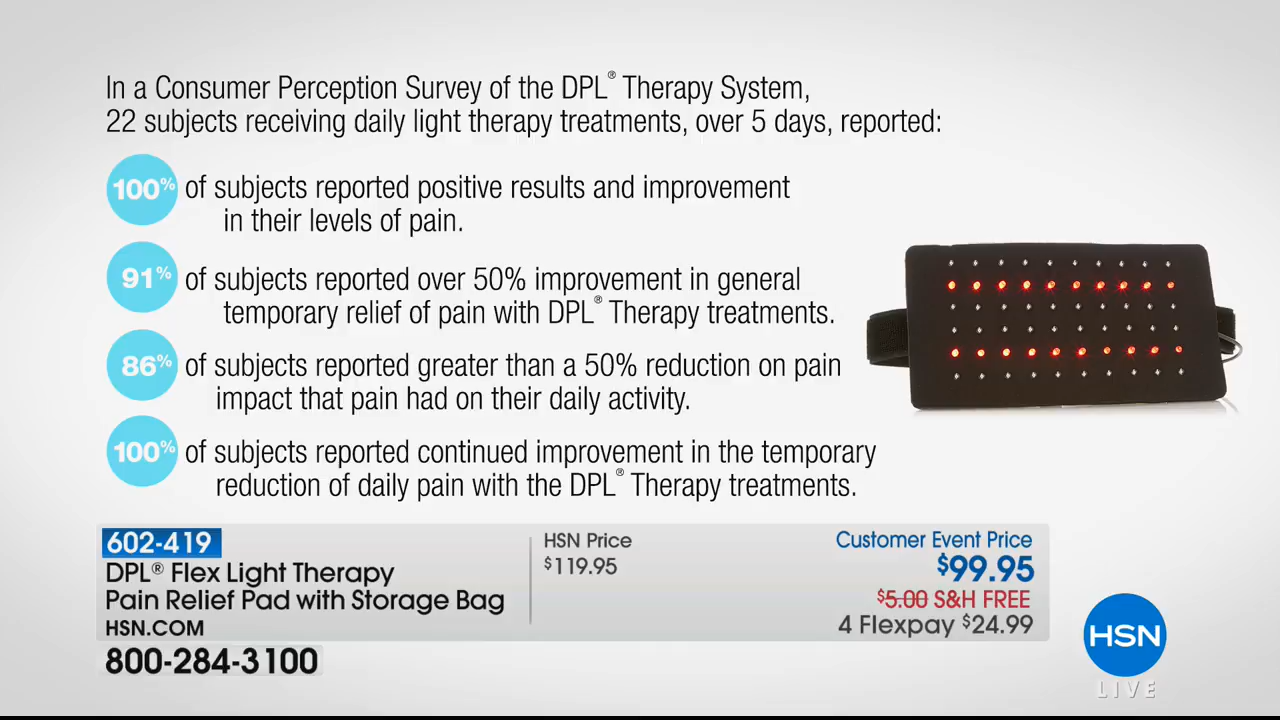 In a Consumer Perception Survey of the DPL® Therapy System,
22 subjects receiving daily light therapy treatments, over 5 days, reported:
100% of subjects reported positive results and improvement
in their levels of pain.
91% of subjects reported over 50% improvement in general
temporary relief of pain with DPL® Therapy treatments.
86% of subjects reported greater than a 50% reduction on pain
impact that pain had on their daily activity.
100% of subjects reported continued improvement in the temporary
reduction of daily pain with the DPL® Therapy treatments.
602-419
DPL® Flex Light Therapy
Pain Relief Pad with Storage Bag
HSN.COM
800-284-3100
HSN Price
$119.95
Customer Event Price
$99.95
$5.00 S&H FREE
4 Flexpay $24.99
HSN
LIVE